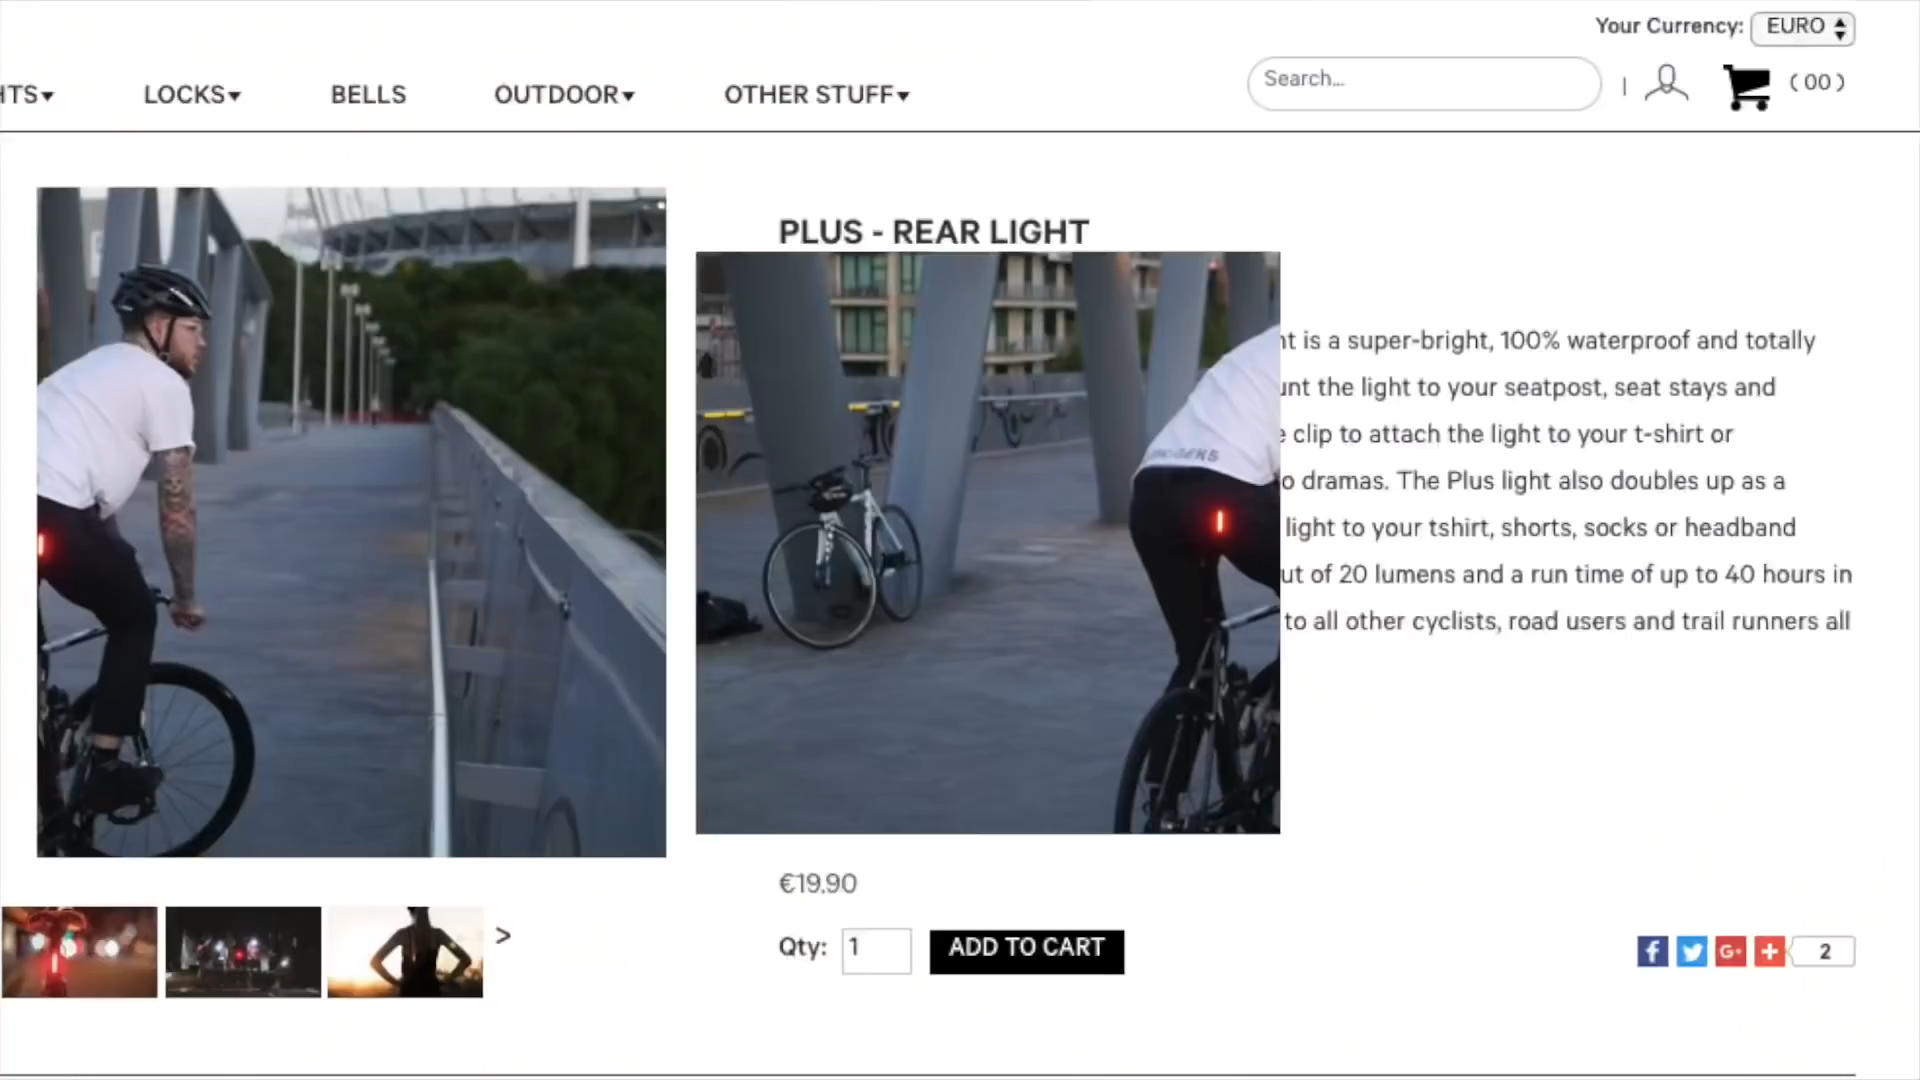 Your Currency: EURO
HTS LOCKS BELLS OUTDOOR OTHER STUFF Search... | (00)
PLUS - REAR LIGHT
is a super-bright, 100% waterproof and totally
the light to your seatpost, seat stays and
clip to attach the light to your t-shirt or
dramas. The Plus light also doubles up as a
light to your tshirt, shorts, socks or headband
of 20 lumens and a run time of up to 40 hours in
to all other cyclists, road users and trail runners all
€19.90
Qty: 1 ADD TO CART
f G+ + 2